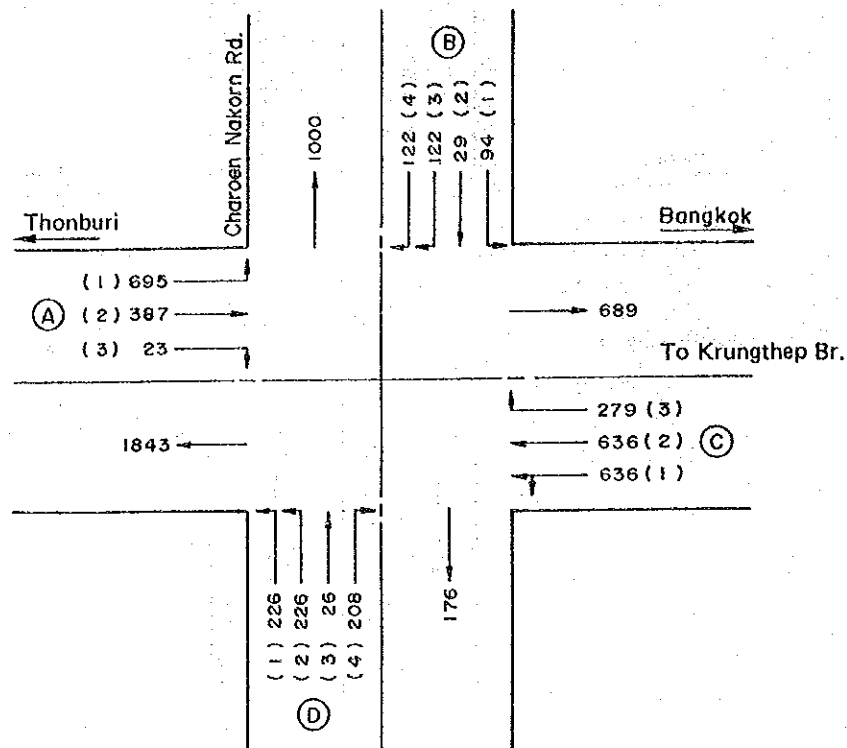 B
Charoen Nakorn Rd.
1000
122 (4)
122 (3)
29 (2)
94 (1)
Thonburi
Bangkok
(1) 695
A (2) 387
(3) 23
689
To Krungthep Br.
279 (3)
636 (2) C
636 (1)
1843
(1) 226
(2) 226
(3) 26
(4) 208
176
D